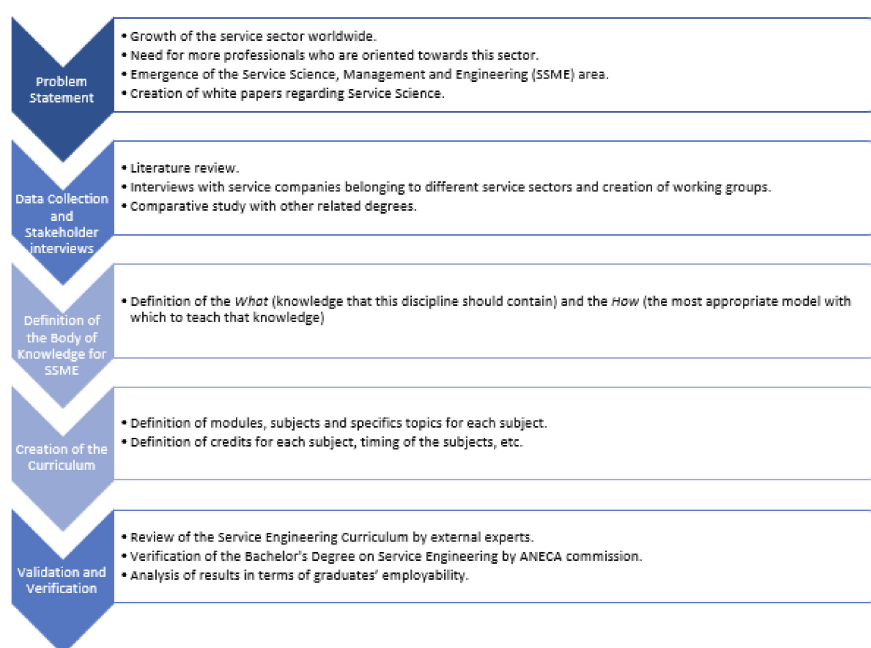 Problem
Statement
• Growth of the service sector worldwide.
• Need for more professionals who are oriented towards this sector.
• Emergence of the Service Science, Management and Engineering (SSME) area.
• Creation of white papers regarding Service Science.
Data Collection
and
Stakeholder
interviews
• Literature review.
• Interviews with service companies belonging to different service sectors and creation of working groups.
• Comparative study with other related degrees.
Definition of
the Body of
Knowledge for
SSME
• Definition of the What (knowledge that this discipline should contain) and the How (the most appropriate model with
which to teach that knowledge)
Creation of the
Curriculum
• Definition of modules, subjects and specifics topics for each subject.
• Definition of credits for each subject, timing of the subjects, etc.
Validation and
Verification
• Review of the Service Engineering Curriculum by external experts.
• Verification of the Bachelor's Degree on Service Engineering by ANECA commission.
• Analysis of results in terms of graduates' employability.